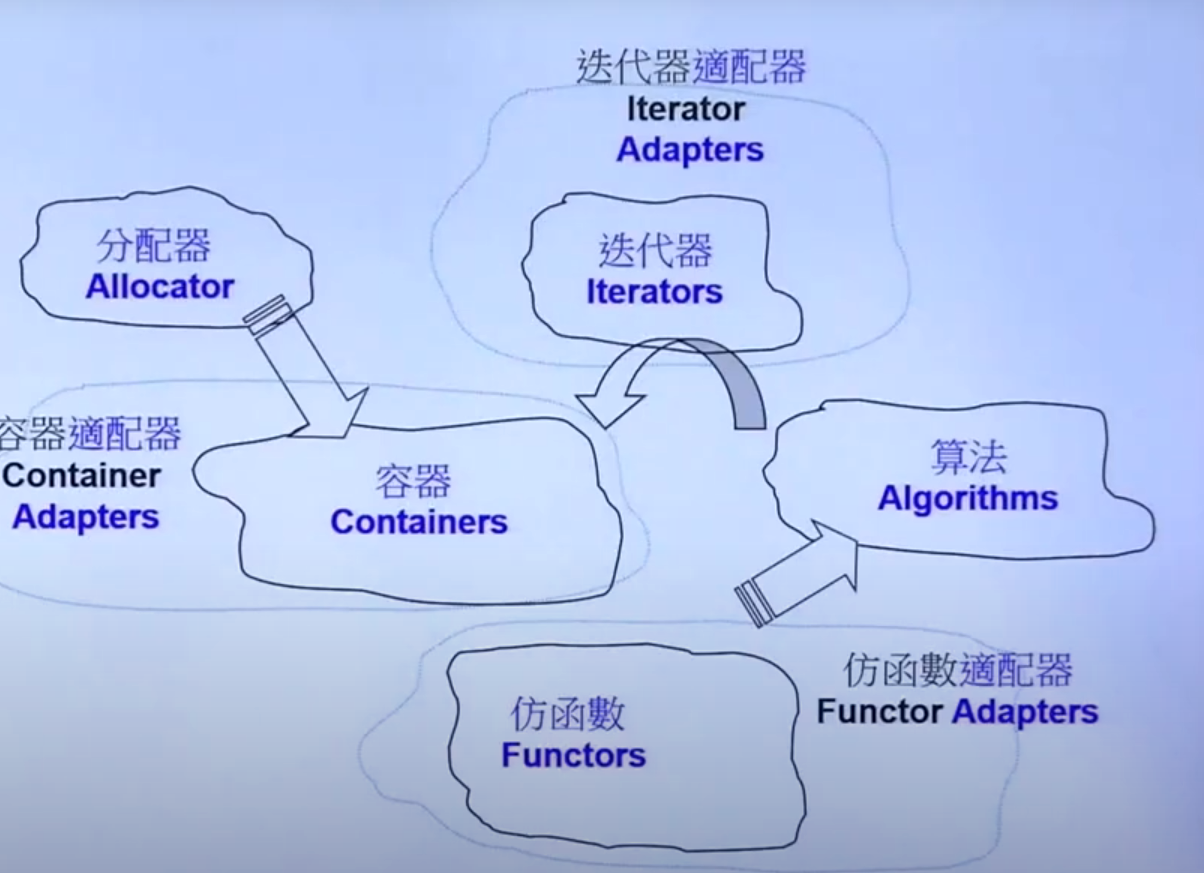 迭代器適配器
Iterator
Adapters
分配器
Allocator
迭代器
Iterators
容器適配器
Container
Adapters
容器
Containers
算法
Algorithms
仿函數適配器
Functor Adapters
仿函數
Functors